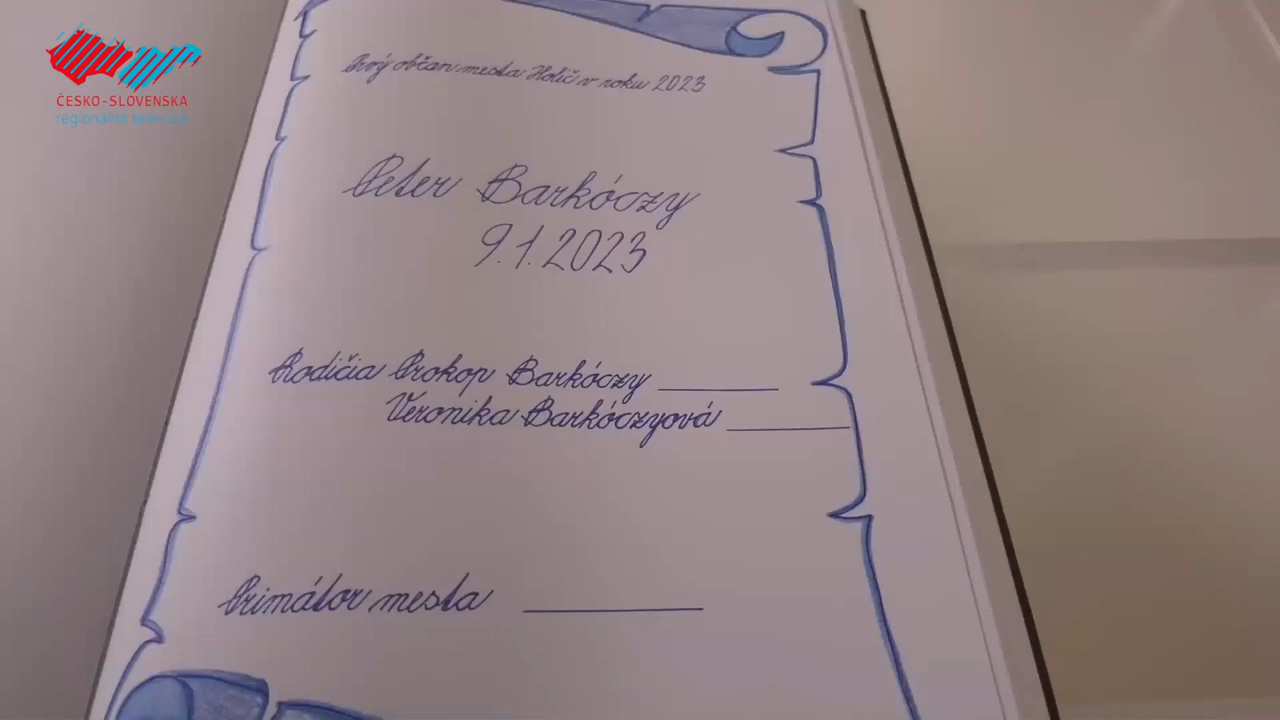 ČESKO-SLOVENSKÁ
regionálna televízia
Prvý občan mesta Holíč v roku 2023
Peter Barkóczy
9.1.2023
Rodičia Prokop Barkóczy
Veronika Barkóczyová
Primátor mesta